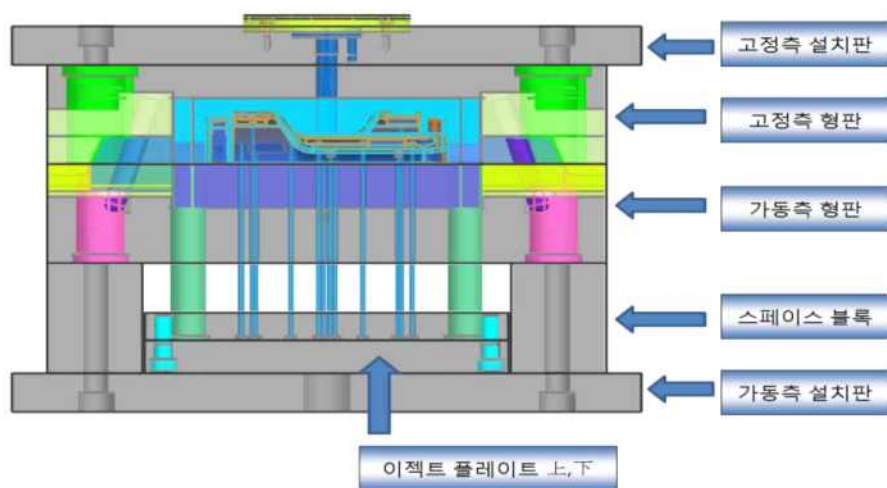 고정측 설치판
고정측 형판
가동측 형판
스페이스 블록
가동측 설치판
이젝트 플레이트 上,下